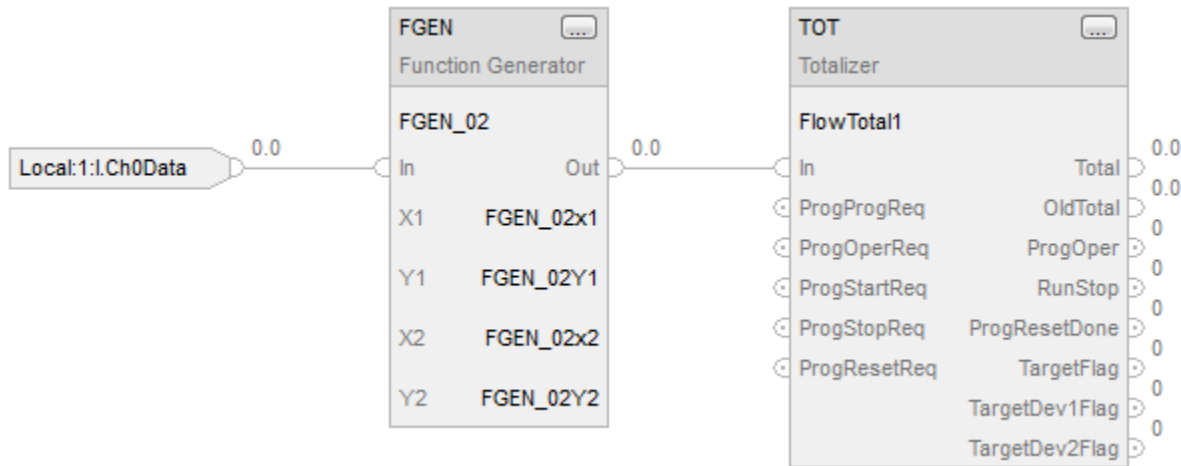 FGEN ...
Function Generator
FGEN_02
Local:1:I.Ch0Data 0.0 In Out 0.0
X1 FGEN_02x1
Y1 FGEN_02Y1
X2 FGEN_02x2
Y2 FGEN_02Y2
TOT ...
Totalizer
FlowTotal1
In Total 0.0
ProgProgReq OldTotal 0.0
ProgOperReq ProgOper 0
ProgStartReq RunStop 0
ProgStopReq ProgResetDone 0
ProgResetReq TargetFlag 0
TargetDev1Flag 0
TargetDev2Flag 0